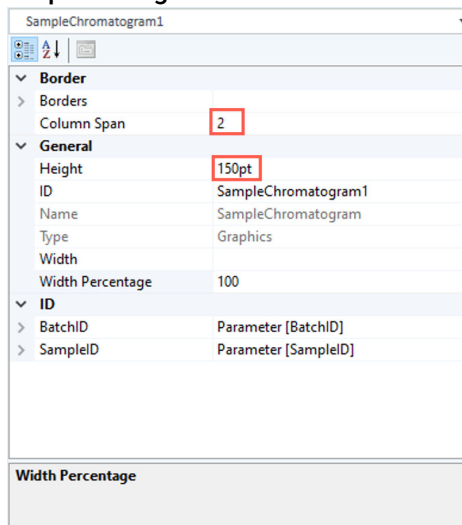 SampleChromatogram1
Border
Borders
Column Span 2
General
Height 150pt
ID SampleChromatogram1
Name SampleChromatogram
Type Graphics
Width
Width Percentage 100
ID
BatchID Parameter [BatchID]
SampleID Parameter [SampleID]
Width Percentage